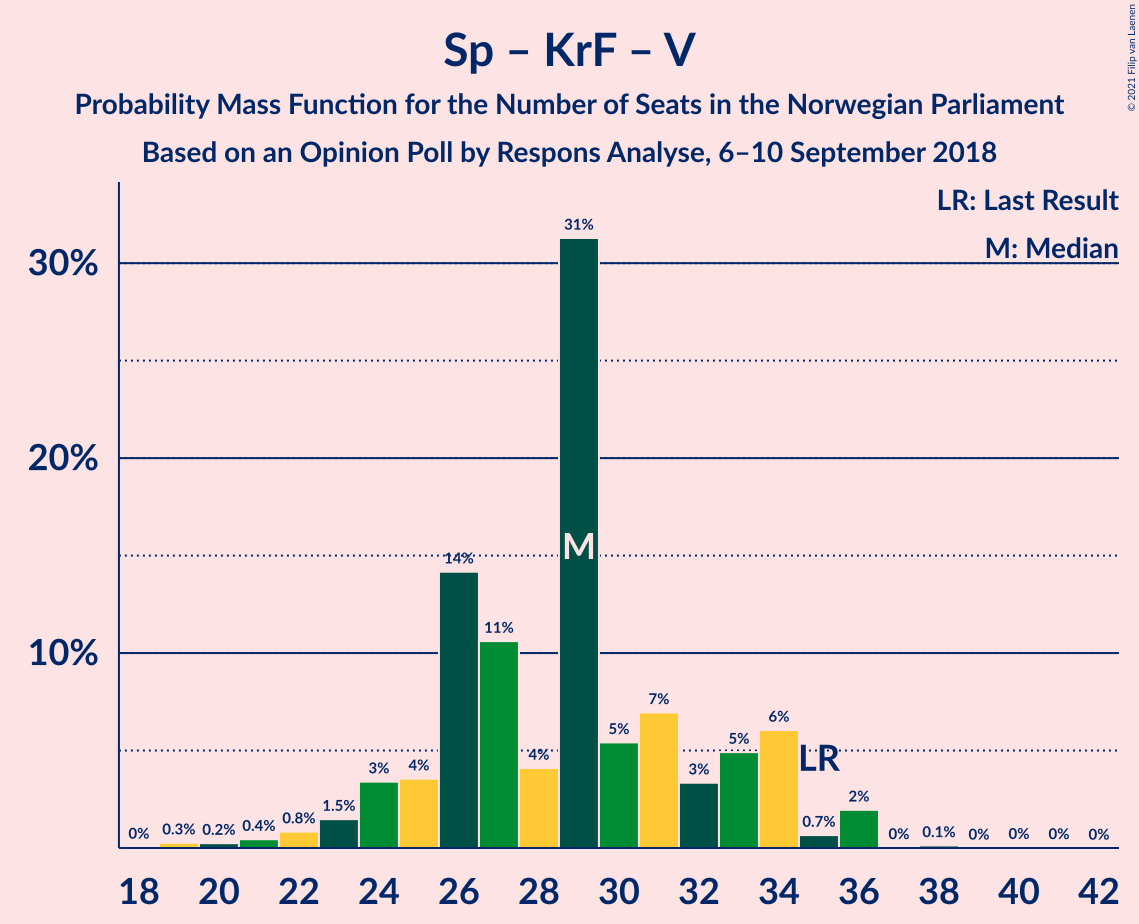 © 2021 Filip van Laenen
Sp – KrF – V
Probability Mass Function for the Number of Seats in the Norwegian Parliament
Based on an Opinion Poll by Respons Analyse, 6–10 September 2018
LR: Last Result
M: Median
30%
20%
10%
0% 0.3% 0.2% 0.4% 0.8% 1.5% 3% 4% 14% 11% 4% 31% 5% 7% 3% 5% 6% 0.7% 2% 0% 0.1% 0% 0% 0% 0%
M
LR
18 20 22 24 26 28 30 32 34 36 38 40 42